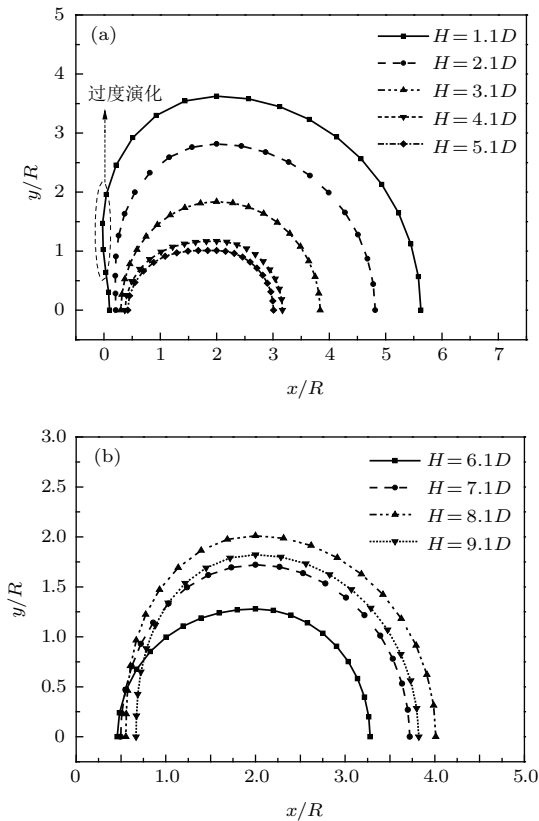 5
(a)
H=1.1D
H=2.1D
H=3.1D
H=4.1D
H=5.1D
过度演化
4
3
2
1
0
y/R
0 1 2 3 4 5 6 7
x/R
3.0
(b)
H=6.1D
H=7.1D
H=8.1D
H=9.1D
2.5
2.0
1.5
1.0
0.5
0
y/R
0 1.0 2.0 3.0 4.0 5.0
x/R